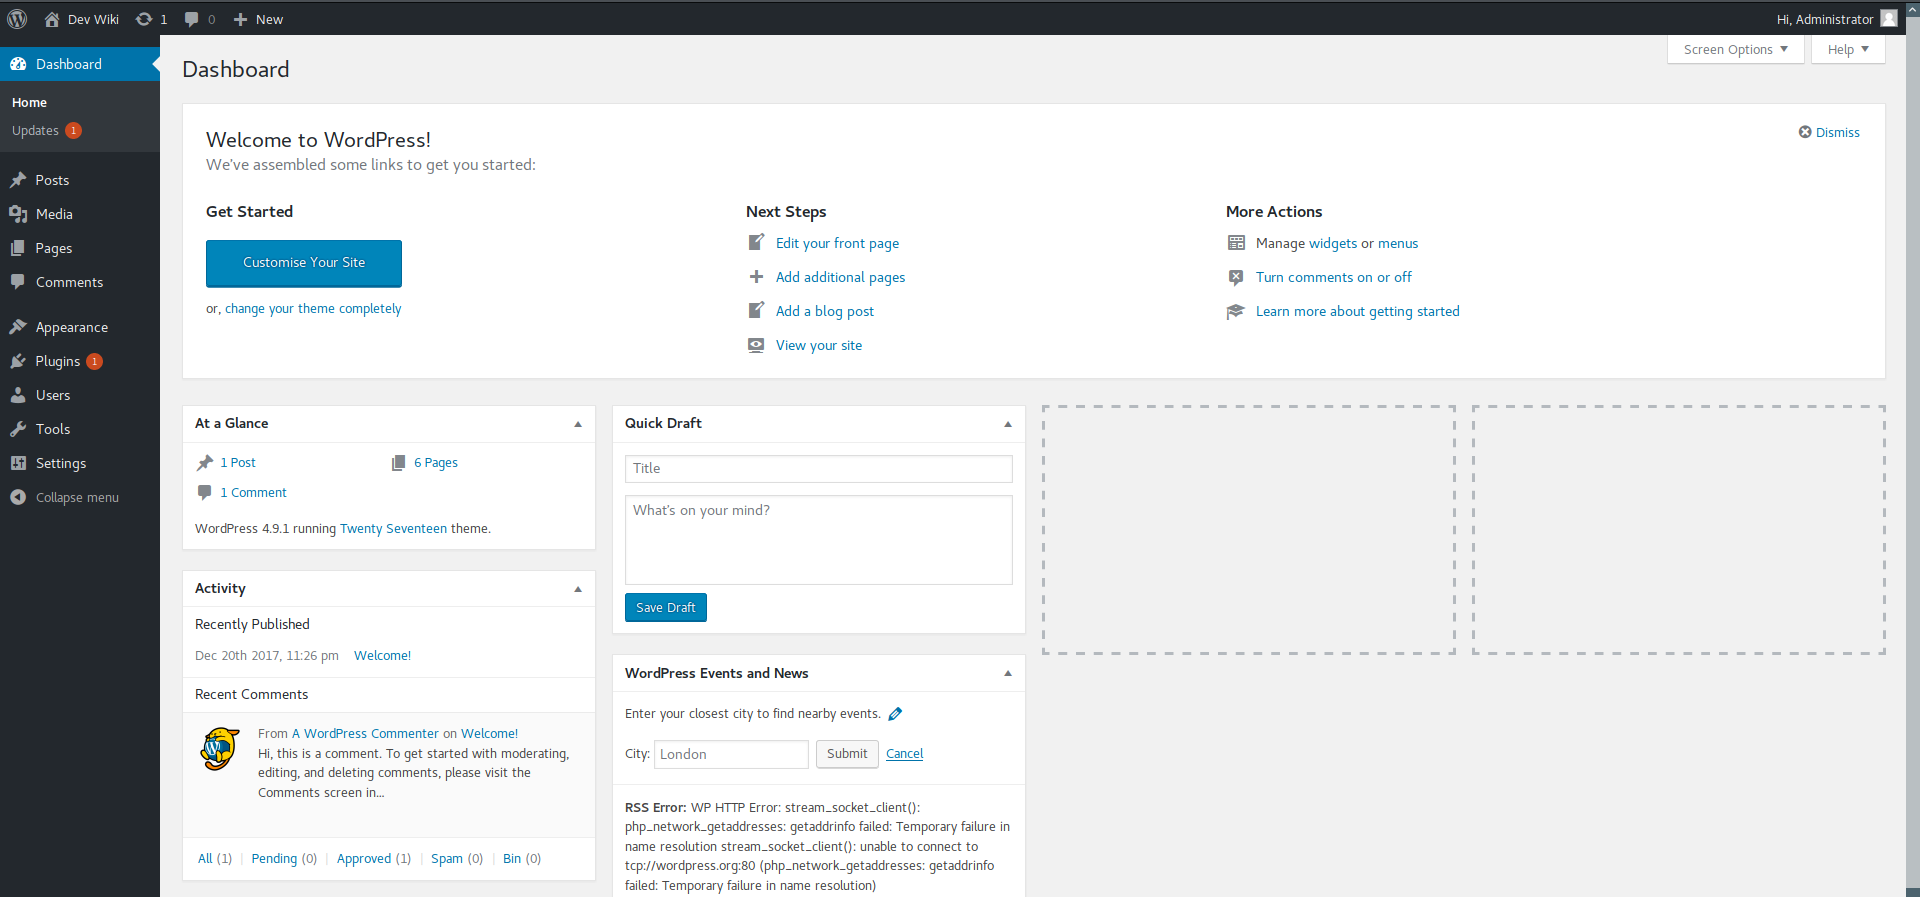 Dev Wiki 1 0 New Hi, Administrator
Dashboard
Home
Updates 1
Posts
Media
Pages
Comments
Appearance
Plugins 1
Users
Tools
Settings
Collapse menu
Screen Options Help
Dashboard
Welcome to WordPress!
We've assembled some links to get you started:
Dismiss
Get Started
Customise Your Site
or, change your theme completely
Next Steps
Edit your front page
Add additional pages
Add a blog post
View your site
More Actions
Manage widgets or menus
Turn comments on or off
Learn more about getting started
At a Glance
1 Post 6 Pages
1 Comment
WordPress 4.9.1 running Twenty Seventeen theme.
Activity
Recently Published
Dec 20th 2017, 11:26 pm Welcome!
Recent Comments
From A WordPress Commenter on Welcome!
Hi, this is a comment. To get started with moderating,
editing, and deleting comments, please visit the
Comments screen in…
All (1) | Pending (0) | Approved (1) | Spam (0) | Bin (0)
Quick Draft
Title
What's on your mind?
Save Draft
WordPress Events and News
Enter your closest city to find nearby events.
City: London Submit Cancel
RSS Error: WP HTTP Error: stream_socket_client():
php_network_getaddresses: getaddrinfo failed: Temporary failure in
name resolution stream_socket_client(): unable to connect to
tcp://wordpress.org:80 (php_network_getaddresses: getaddrinfo
failed: Temporary failure in name resolution)